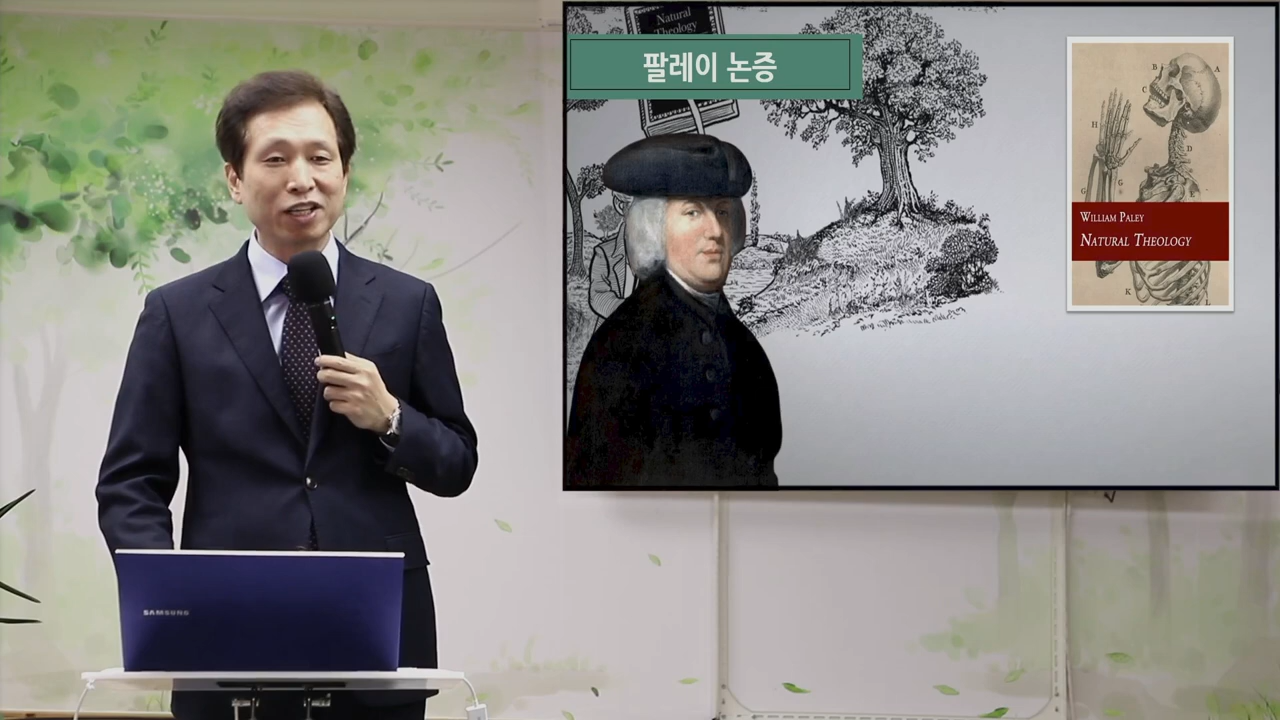 Natural
Theology
팔레이 논증
B
A
C
H
D
G
G
E
WILLIAM PALEY
NATURAL THEOLOGY
K
L
SAMSUNG